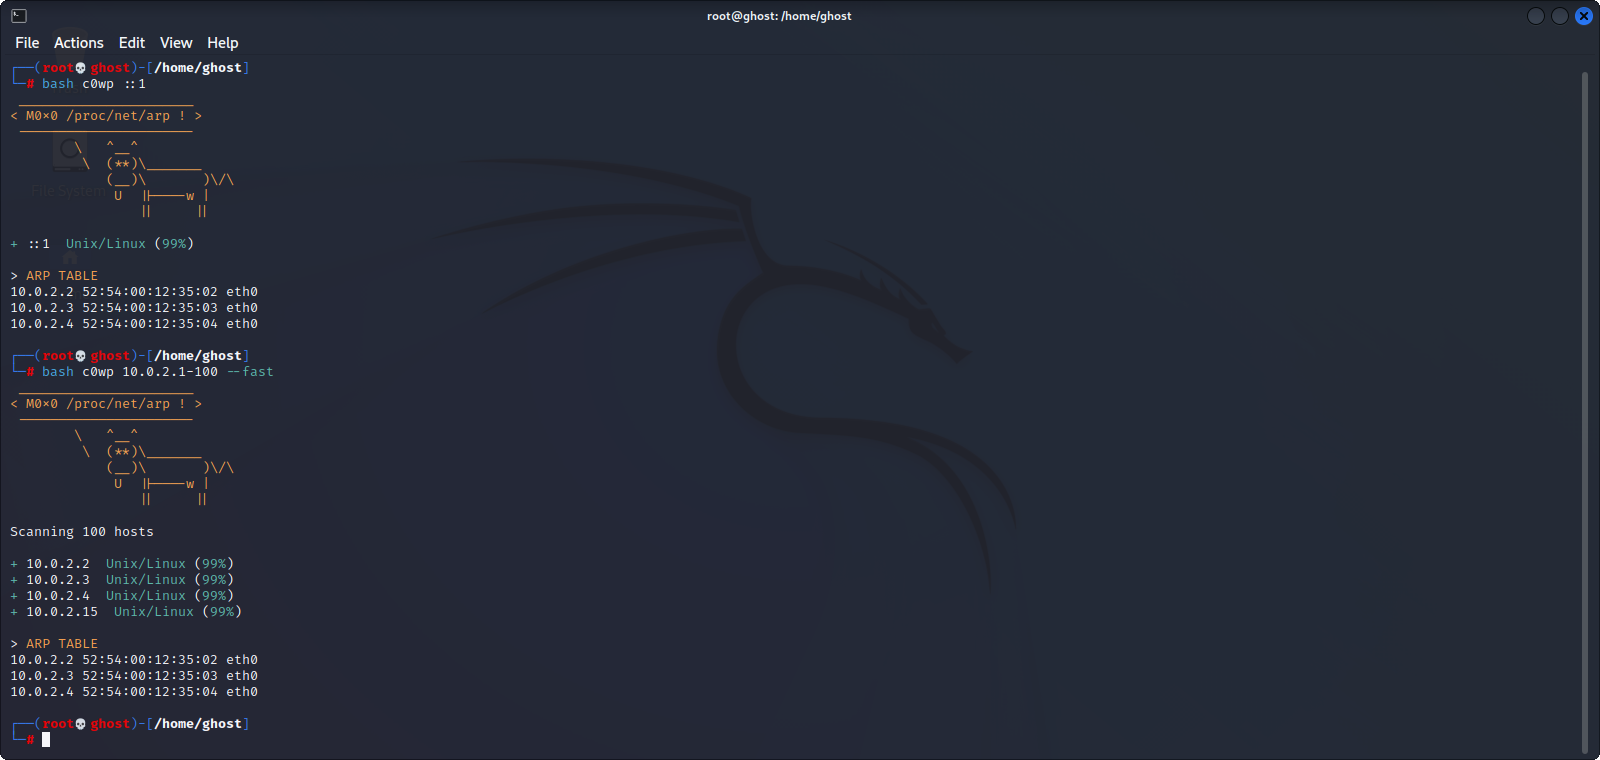 root@ghost: /home/ghost
File Actions Edit View Help
┌──(root💀ghost)-[/home/ghost]
└─# bash c0wp ::1
 ______________________
< M0×0 /proc/net/arp ! >
 ----------------------
        \   ^__^
         \  (**)\_______
            (__)\       )\/\
             U  ||-----w |
                ||      ||
+ ::1  Unix/Linux (99%)
> ARP TABLE
10.0.2.2 52:54:00:12:35:02 eth0
10.0.2.3 52:54:00:12:35:03 eth0
10.0.2.4 52:54:00:12:35:04 eth0
┌──(root💀ghost)-[/home/ghost]
└─# bash c0wp 10.0.2.1-100 --fast
 ______________________
< M0×0 /proc/net/arp ! >
 ----------------------
        \   ^__^
         \  (**)\_______
            (__)\       )\/\
             U  ||-----w |
                ||      ||
Scanning 100 hosts
+ 10.0.2.2  Unix/Linux (99%)
+ 10.0.2.3  Unix/Linux (99%)
+ 10.0.2.4  Unix/Linux (99%)
+ 10.0.2.15  Unix/Linux (99%)
> ARP TABLE
10.0.2.2 52:54:00:12:35:02 eth0
10.0.2.3 52:54:00:12:35:03 eth0
10.0.2.4 52:54:00:12:35:04 eth0
┌──(root💀ghost)-[/home/ghost]
└─#
File System